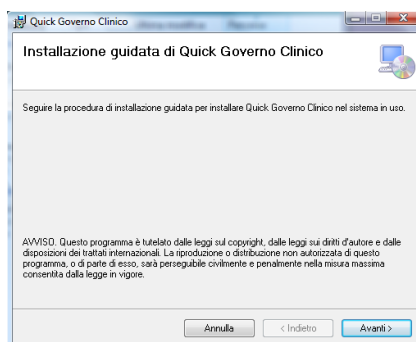 Quick Governo Clinico
Installazione guidata di Quick Governo Clinico
Seguire la procedura di installazione guidata per installare Quick Governo Clinico nel sistema in uso.
AVVISO. Questo programma è tutelato dalle leggi sul copyright, dalle leggi sui diritti d'autore e dalle
disposizioni dei trattati internazionali. La riproduzione o distribuzione non autorizzata di questo
programma, o di parte di esso, sarà perseguibile civilmente e penalmente nella misura massima
consentita dalla legge in vigore.
Annulla
< Indietro
Avanti >